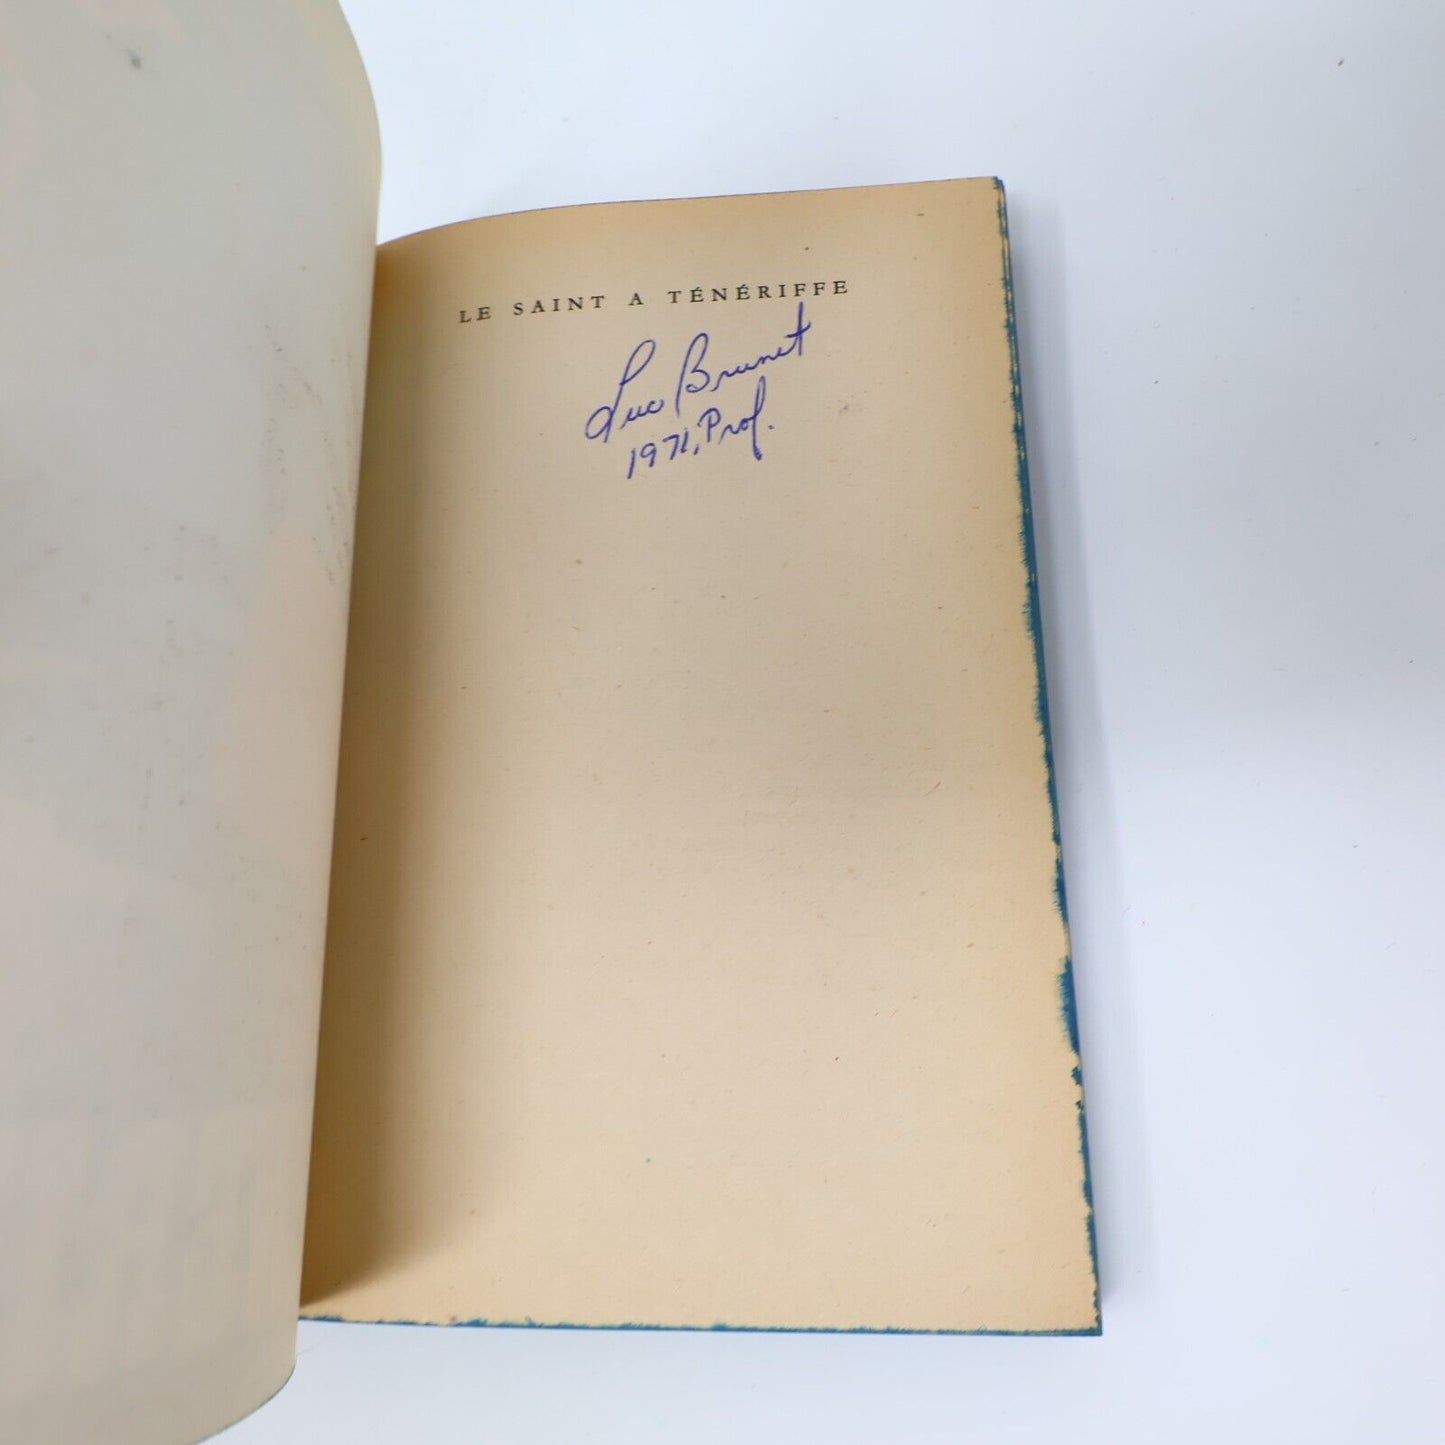 LE SAINT A TÉNÉRIFFE
Luc Brunet
1971, Prof.